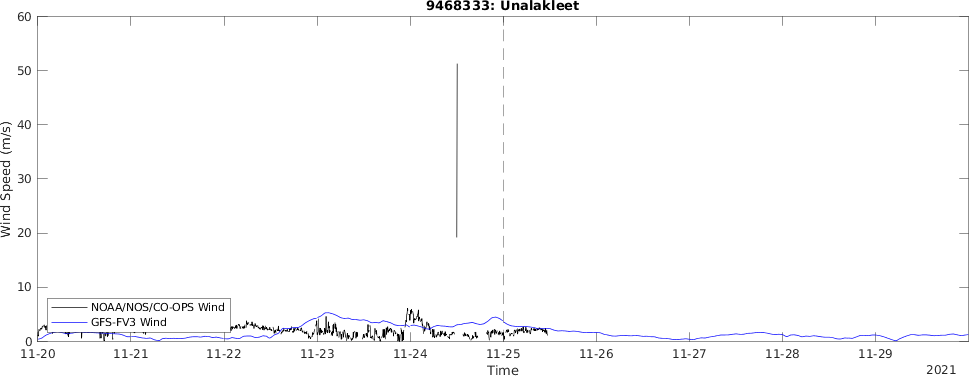 9468333: Unalakleet
60
50
40
30
20
10
0
Wind Speed (m/s)
NOAA/NOS/CO-OPS Wind
GFS-FV3 Wind
11-20 11-21 11-22 11-23 11-24 11-25 11-26 11-27 11-28 11-29
Time
2021